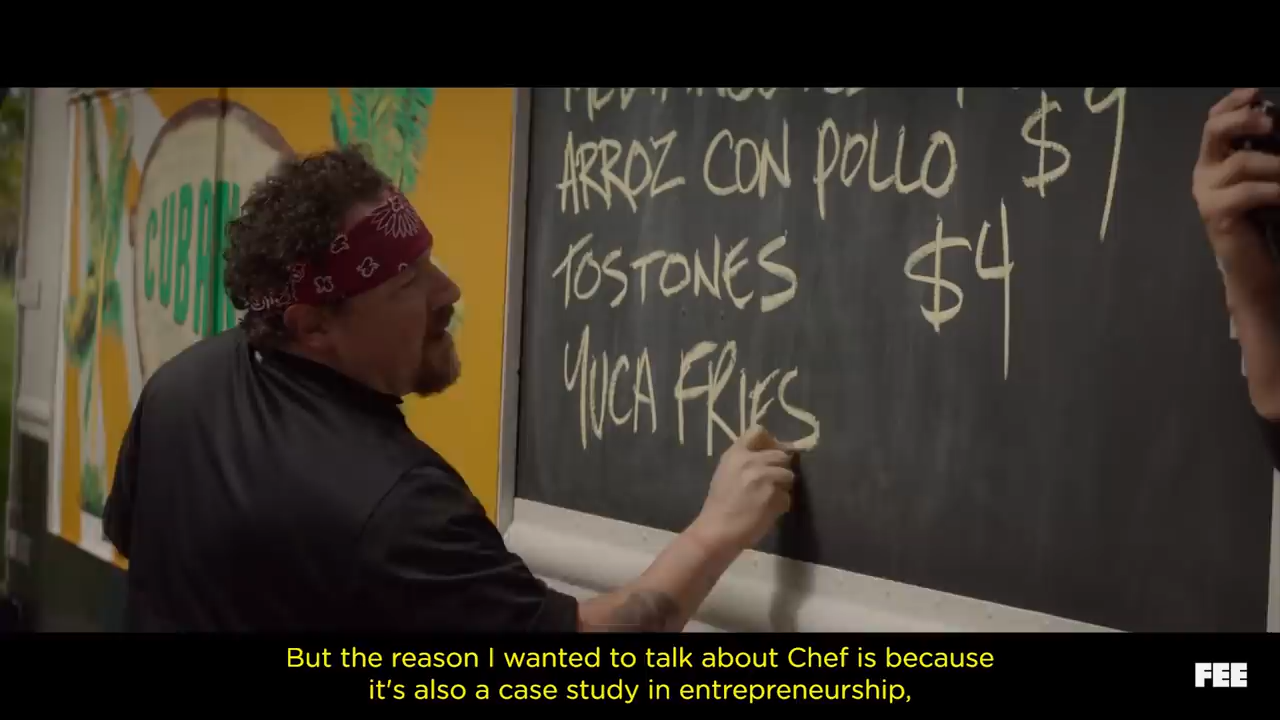 CUBAN
$9
ARROZ CON POLLO
TOSTONES $4
YUCA FRIES
But the reason I wanted to talk about Chef is because
it's also a case study in entrepreneurship,
FEE